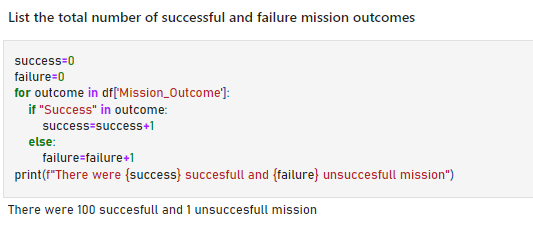 List the total number of successful and failure mission outcomes
success=0
failure=0
for outcome in df['Mission_Outcome']:
    if "Success" in outcome:
        success=success+1
    else:
        failure=failure+1
print(f"There were {success} succesfull and {failure} unsuccesfull mission")
There were 100 succesfull and 1 unsuccesfull mission